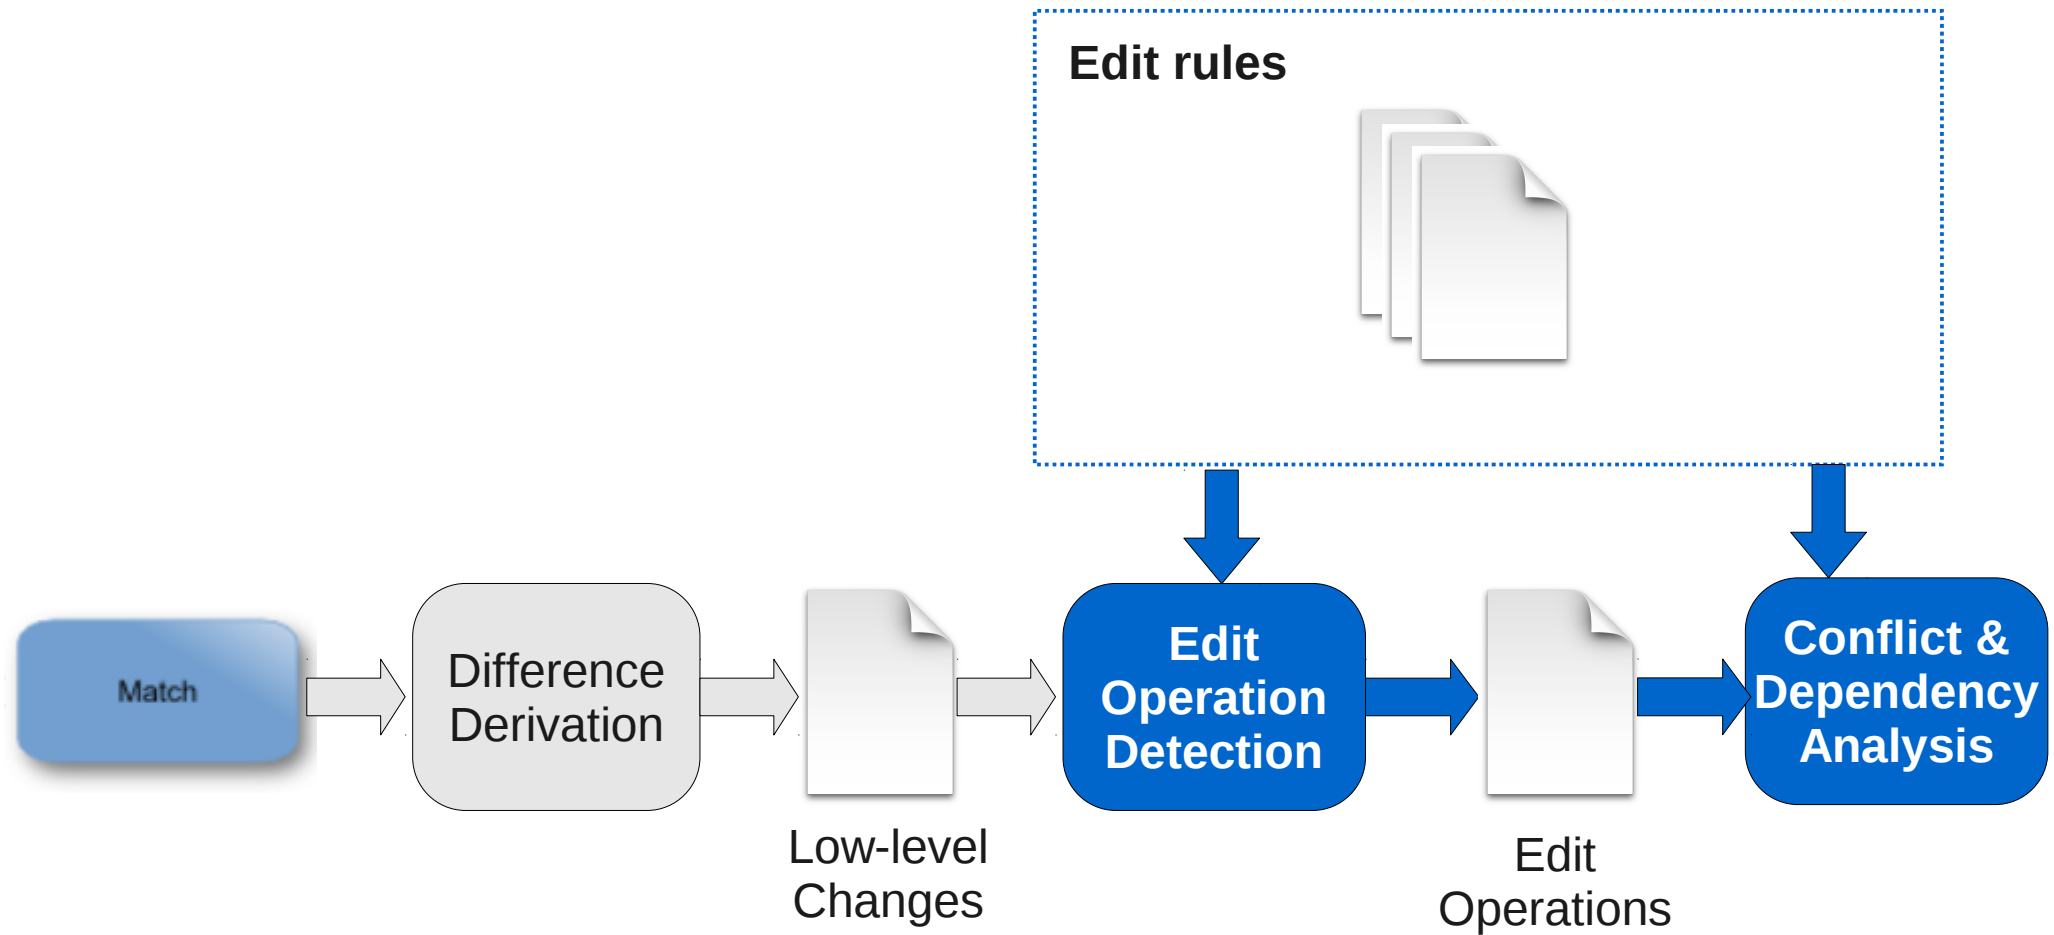 Edit rules
Match
Difference
Derivation
Low-level
Changes
Edit
Operation
Detection
Edit
Operations
Conflict &
Dependency
Analysis